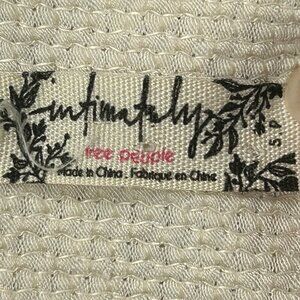 intimately
free people
Made in China . Fabriqué en Chine